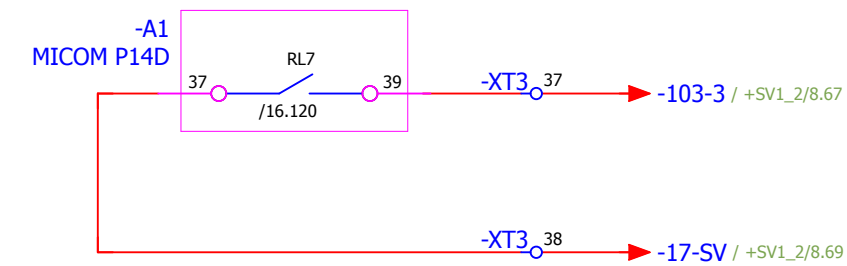 -A1
MICOM P14D
RL7
37
39
/16.120
-XT3 37
-103-3 / +SV1_2/8.67
-XT3 38
-17-SV / +SV1_2/8.69